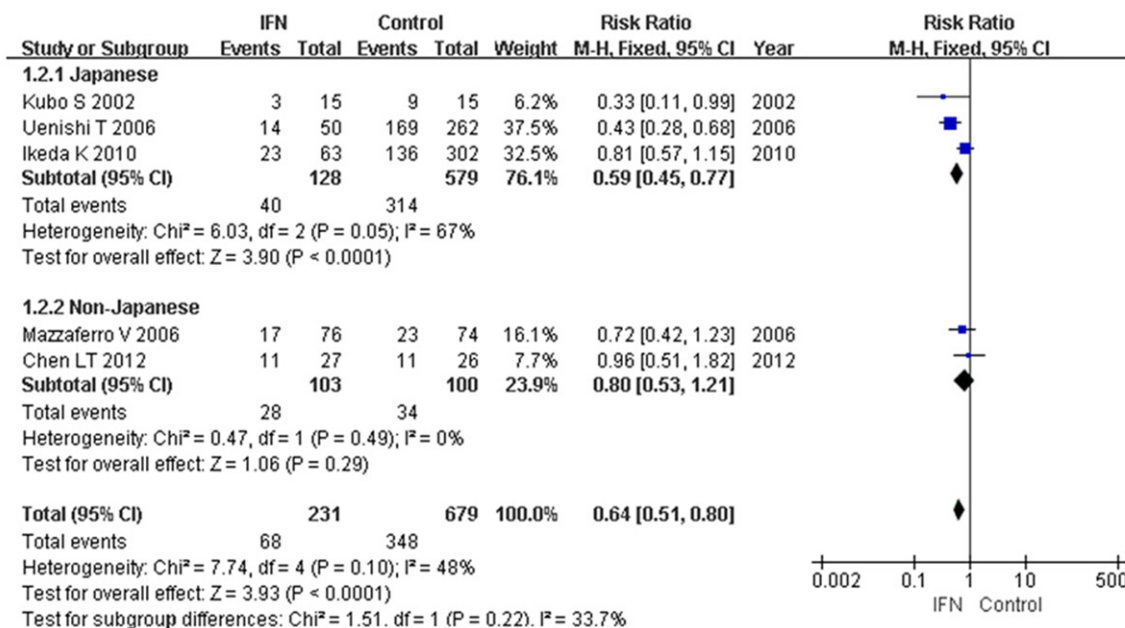 IFN Control Risk Ratio Risk Ratio
Study or Subgroup Events Total Events Total Weight M-H, Fixed, 95% CI Year M-H, Fixed, 95% CI
1.2.1 Japanese
Kubo S 2002 3 15 9 15 6.2% 0.33 [0.11, 0.99] 2002
Uenishi T 2006 14 50 169 262 37.5% 0.43 [0.28, 0.68] 2006
Ikeda K 2010 23 63 136 302 32.5% 0.81 [0.57, 1.15] 2010
Subtotal (95% CI) 128 579 76.1% 0.59 [0.45, 0.77]
Total events 40 314
Heterogeneity: Chi² = 6.03, df = 2 (P = 0.05); I² = 67%
Test for overall effect: Z = 3.90 (P < 0.0001)
1.2.2 Non-Japanese
Mazzaferro V 2006 17 76 23 74 16.1% 0.72 [0.42, 1.23] 2006
Chen LT 2012 11 27 11 26 7.7% 0.96 [0.51, 1.82] 2012
Subtotal (95% CI) 103 100 23.9% 0.80 [0.53, 1.21]
Total events 28 34
Heterogeneity: Chi² = 0.47, df = 1 (P = 0.49); I² = 0%
Test for overall effect: Z = 1.06 (P = 0.29)
Total (95% CI) 231 679 100.0% 0.64 [0.51, 0.80]
Total events 68 348
Heterogeneity: Chi² = 7.74, df = 4 (P = 0.10); I² = 48%
Test for overall effect: Z = 3.93 (P < 0.0001)
Test for subgroup differences: Chi² = 1.51, df = 1 (P = 0.22), I² = 33.7%
0.002 0.1 1 10 500
IFN Control